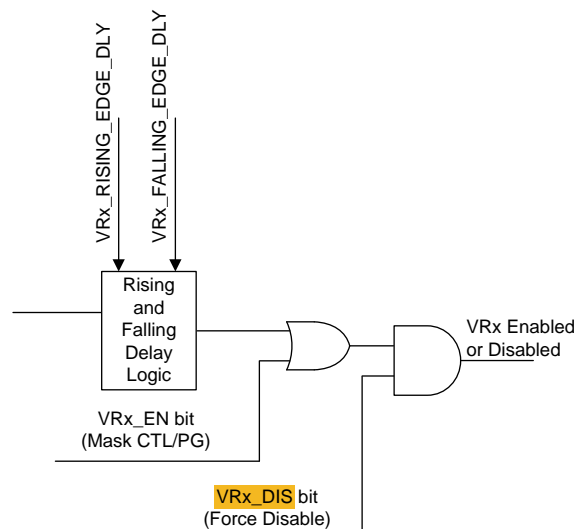 VRx_RISING_EDGE_DLY
VRx_FALLING_EDGE_DLY
Rising
and
Falling
Delay
Logic
VRx Enabled
or Disabled
VRx_EN bit
(Mask CTL/PG)
VRx_DIS bit
(Force Disable)